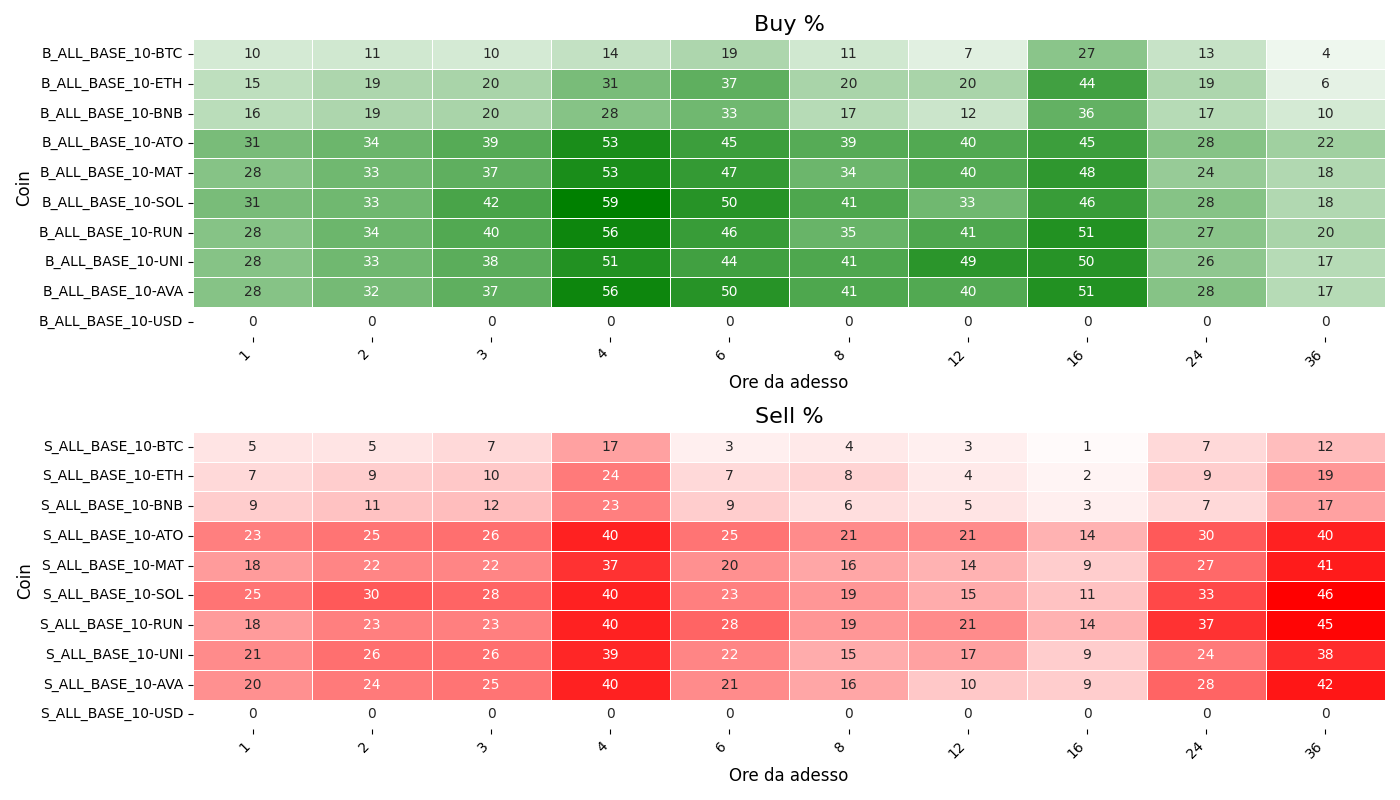 Buy %
Coin
B_ALL_BASE_10-BTC 10 11 10 14 19 11 7 27 13 4
B_ALL_BASE_10-ETH 15 19 20 31 37 20 20 44 19 6
B_ALL_BASE_10-BNB 16 19 20 28 33 17 12 36 17 10
B_ALL_BASE_10-ATO 31 34 39 53 45 39 40 45 28 22
B_ALL_BASE_10-MAT 28 33 37 53 47 34 40 48 24 18
B_ALL_BASE_10-SOL 31 33 42 59 50 41 33 46 28 18
B_ALL_BASE_10-RUN 28 34 40 56 46 35 41 51 27 20
B_ALL_BASE_10-UNI 28 33 38 51 44 41 49 50 26 17
B_ALL_BASE_10-AVA 28 32 37 56 50 41 40 51 28 17
B_ALL_BASE_10-USD 0 0 0 0 0 0 0 0 0 0
1 2 3 4 6 8 12 16 24 36
Ore da adesso
Sell %
Coin
S_ALL_BASE_10-BTC 5 5 7 17 3 4 3 1 7 12
S_ALL_BASE_10-ETH 7 9 10 24 7 8 4 2 9 19
S_ALL_BASE_10-BNB 9 11 12 23 9 6 5 3 7 17
S_ALL_BASE_10-ATO 23 25 26 40 25 21 21 14 30 40
S_ALL_BASE_10-MAT 18 22 22 37 20 16 14 9 27 41
S_ALL_BASE_10-SOL 25 30 28 40 23 19 15 11 33 46
S_ALL_BASE_10-RUN 18 23 23 40 28 19 21 14 37 45
S_ALL_BASE_10-UNI 21 26 26 39 22 15 17 9 24 38
S_ALL_BASE_10-AVA 20 24 25 40 21 16 10 9 28 42
S_ALL_BASE_10-USD 0 0 0 0 0 0 0 0 0 0
1 2 3 4 6 8 12 16 24 36
Ore da adesso